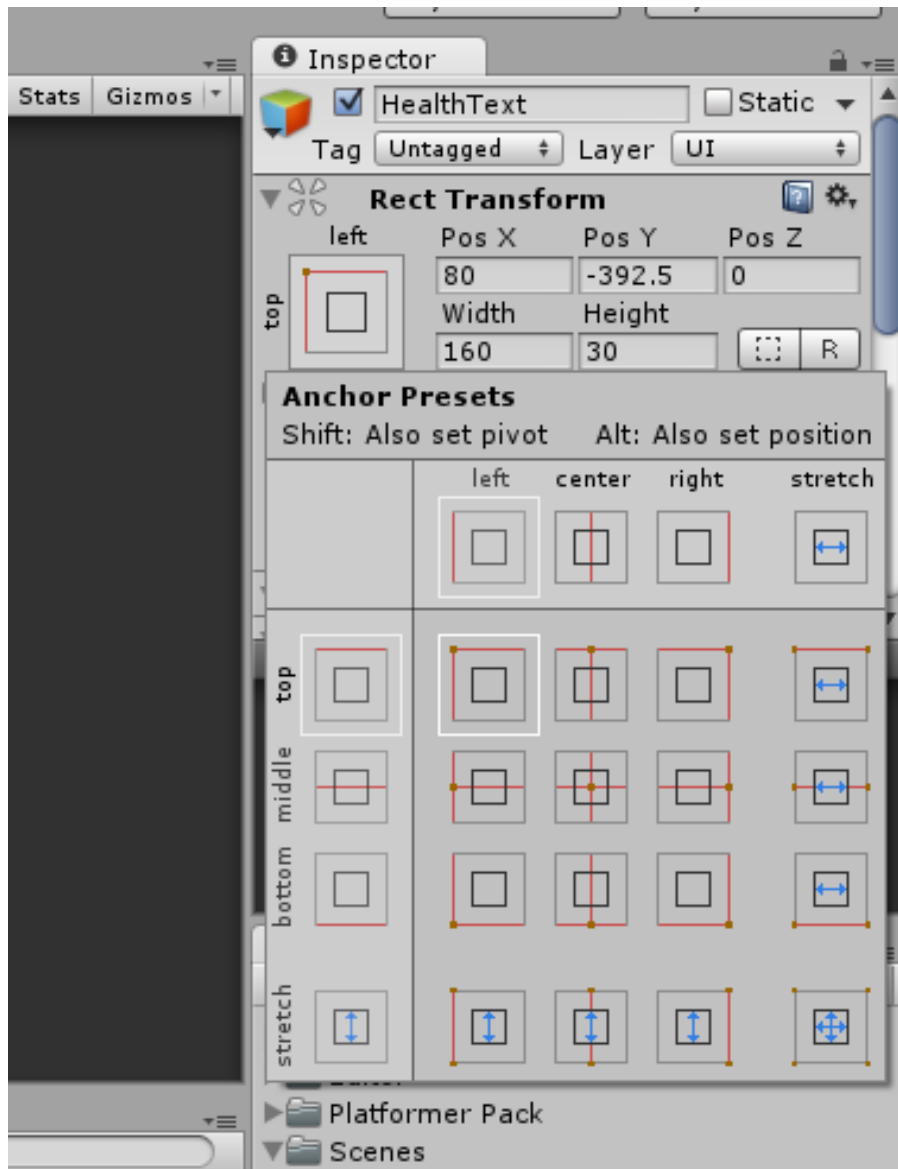 Inspector
Stats Gizmos
HealthText Static
Tag Untagged Layer UI
Rect Transform
left Pos X Pos Y Pos Z
80 -392.5 0
top
Width Height
160 30 R
Anchor Presets
Shift: Also set pivot Alt: Also set position
left center right stretch
top
middle
bottom
stretch
Platformer Pack
Scenes